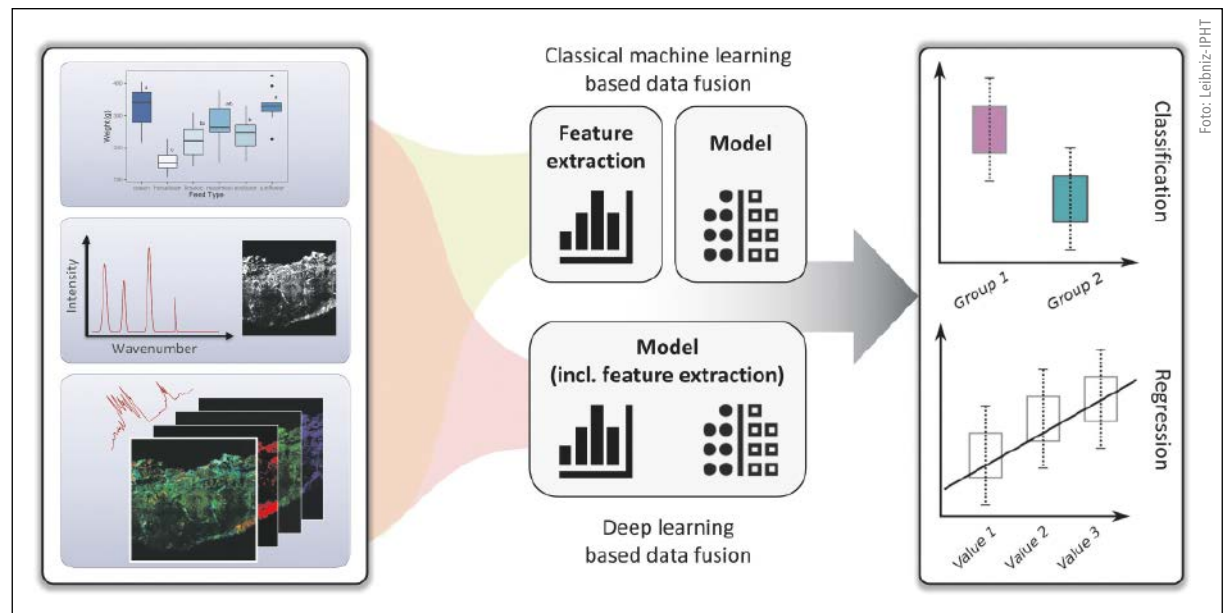 Foto: Leibniz-IPHT
Weight(g)
Feed Type
Intensity
Wavenumber
Classical machine learning
based data fusion
Feature
extraction
Model
Model
(incl. feature extraction)
Deep learning
based data fusion
Classification
Group 1
Group 2
Regression
Value 1
Value 2
Value 3